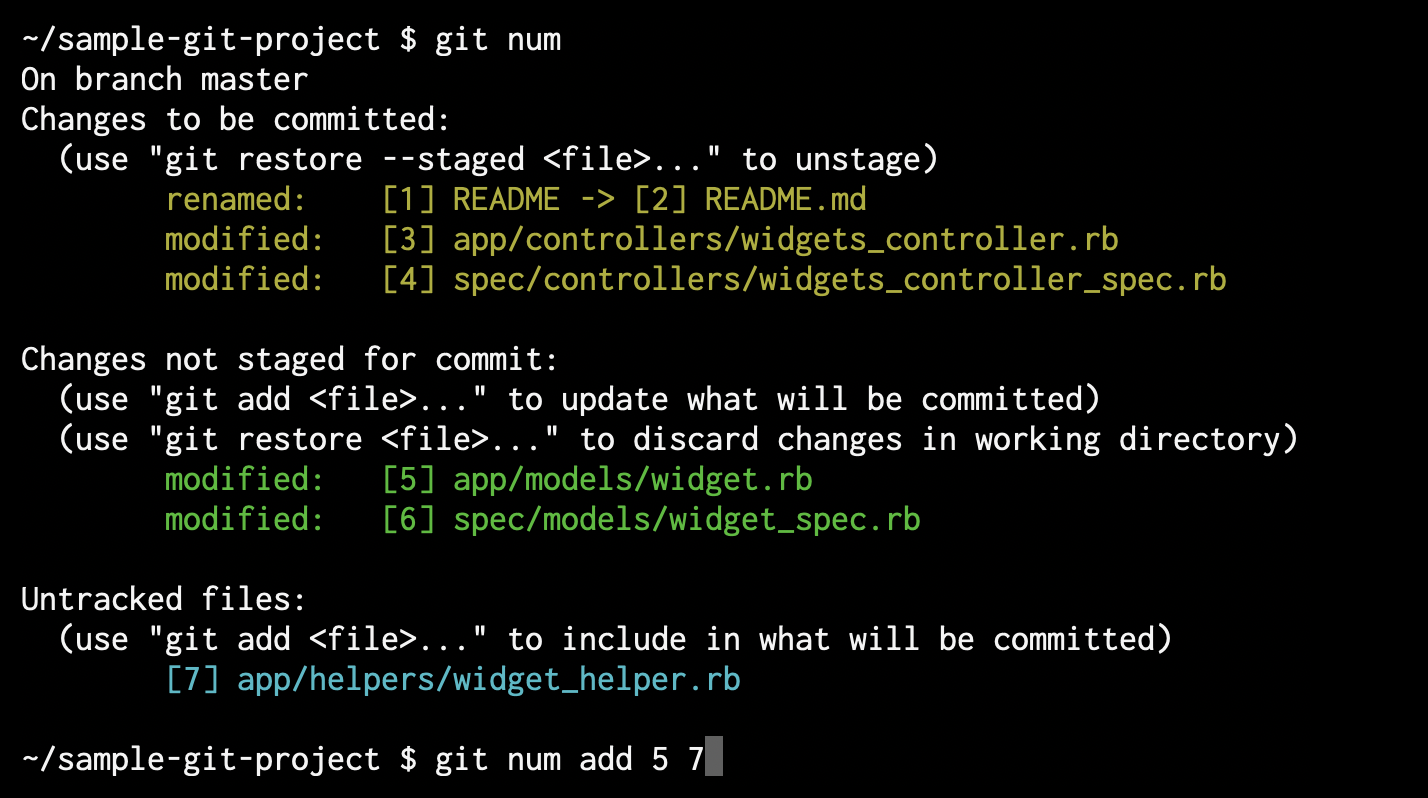 ~/sample-git-project $ git num
On branch master
Changes to be committed:
  (use "git restore --staged <file>..." to unstage)
        renamed:    [1] README -> [2] README.md
        modified:   [3] app/controllers/widgets_controller.rb
        modified:   [4] spec/controllers/widgets_controller_spec.rb

Changes not staged for commit:
  (use "git add <file>..." to update what will be committed)
  (use "git restore <file>..." to discard changes in working directory)
        modified:   [5] app/models/widget.rb
        modified:   [6] spec/models/widget_spec.rb

Untracked files:
  (use "git add <file>..." to include in what will be committed)
        [7] app/helpers/widget_helper.rb

~/sample-git-project $ git num add 5 7